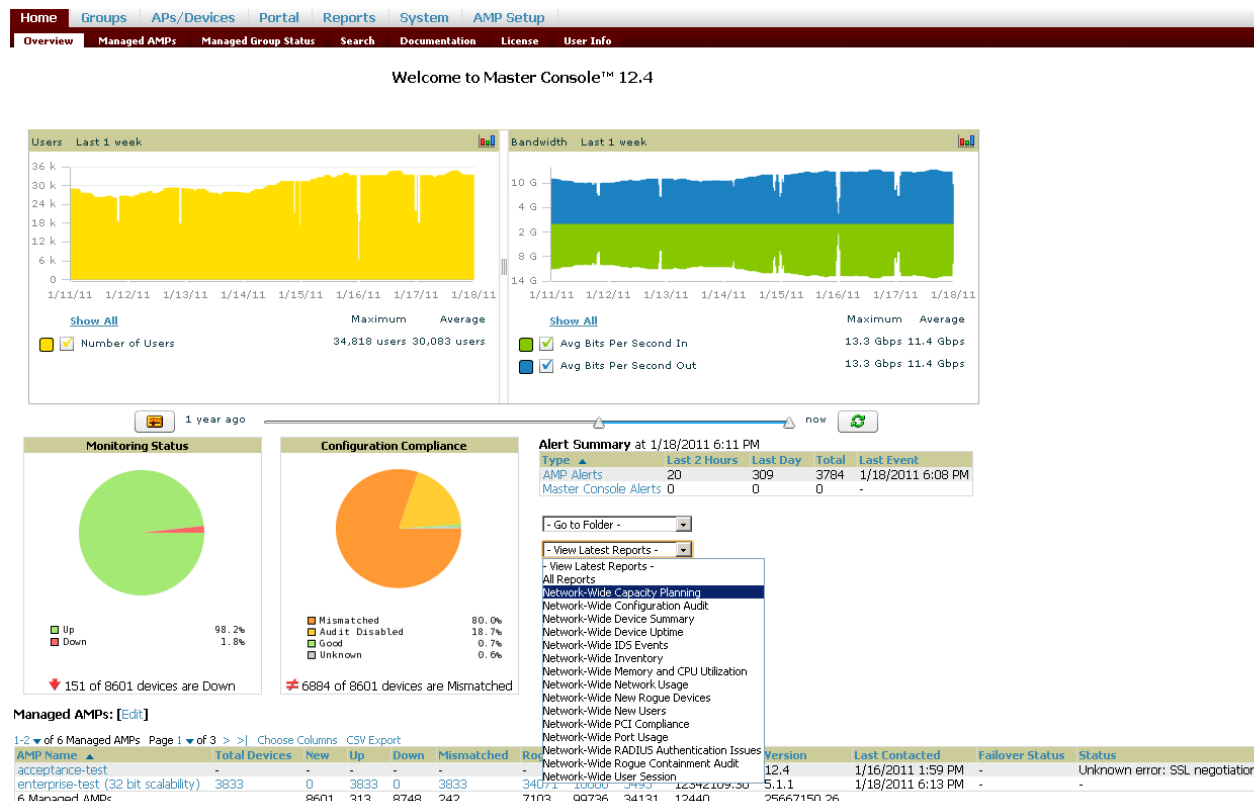 Home Groups APs/Devices Portal Reports System AMP Setup
Overview Managed AMPs Managed Group Status Search Documentation License User Info
Welcome to Master Console™ 12.4
Users Last 1 week
36 k
30 k
24 k
18 k
12 k
6 k
0
1/11/11 1/12/11 1/13/11 1/14/11 1/15/11 1/16/11 1/17/11 1/18/11
Show All Maximum Average
Number of Users 34,818 users 30,083 users
Bandwidth Last 1 week
10 G
4 G
2 G
8 G
14 G
1/11/11 1/12/11 1/13/11 1/14/11 1/15/11 1/16/11 1/17/11 1/18/11
Show All Maximum Average
Avg Bits Per Second In 13.3 Gbps 11.4 Gbps
Avg Bits Per Second Out 13.3 Gbps 11.4 Gbps
1 year ago now
Monitoring Status
Up 98.2%
Down 1.8%
151 of 8601 devices are Down
Configuration Compliance
Mismatched 80.0%
Audit Disabled 18.7%
Good 0.7%
Unknown 0.6%
6884 of 8601 devices are Mismatched
Alert Summary at 1/18/2011 6:11 PM
Type Last 2 Hours Last Day Total Last Event
AMP Alerts 20 309 3784 1/18/2011 6:08 PM
Master Console Alerts 0 0 0 -
- Go to Folder -
- View Latest Reports -
- View Latest Reports -
All Reports
Network-Wide Capacity Planning
Network-Wide Configuration Audit
Network-Wide Device Summary
Network-Wide Device Uptime
Network-Wide IDS Events
Network-Wide Inventory
Network-Wide Memory and CPU Utilization
Network-Wide Network Usage
Network-Wide New Rogue Devices
Network-Wide New Users
Network-Wide PCI Compliance
Network-Wide Port Usage
Network-Wide RADIUS Authentication Issues
Network-Wide Rogue Containment Audit
Network-Wide User Session
Managed AMPs: [Edit]
1-2 of 6 Managed AMPs Page 1 of 3 > >| Choose Columns CSV Export
AMP Name Total Devices New Up Down Mismatched Version Last Contacted Failover Status Status
acceptance-test - - - - - 12.4 1/16/2011 1:59 PM - Unknown error: SSL negotiation
enterprise-test (32 bit scalability) 3833 0 3833 0 3833 5.1.1 1/18/2011 6:13 PM -
6 Managed AMPs 8601 313 8748 242 7103 99736 34131 12440 25667150.26